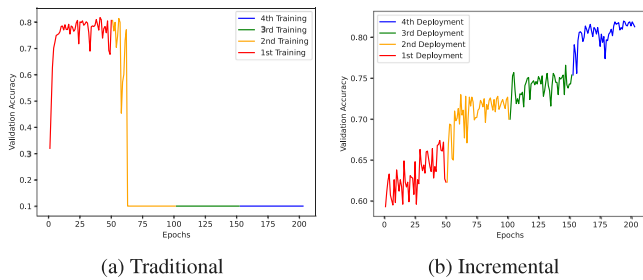 0.8
0.7
0.6
0.5
0.4
0.3
0.2
0.1
Validation Accuracy
4th Training
3rd Training
2nd Training
1st Training
0 25 50 75 100 125 150 175 200
Epochs
(a) Traditional
0.80
0.75
0.70
0.65
0.60
Validation Accuracy
4th Deployment
3rd Deployment
2nd Deployment
1st Deployment
0 25 50 75 100 125 150 175 200
Epochs
(b) Incremental